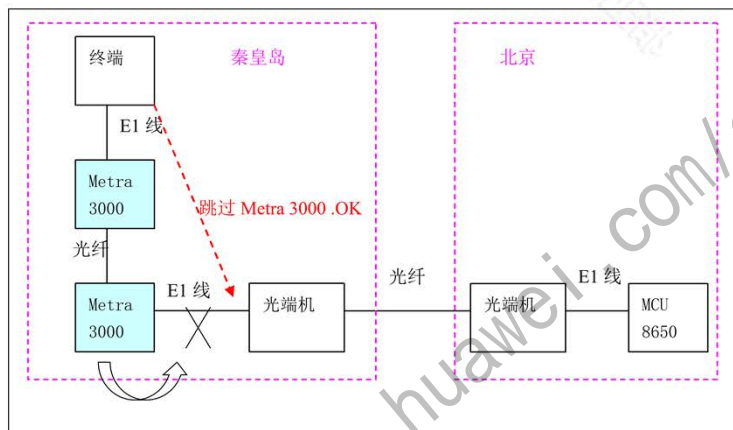 终端
秦皇岛
北京
E1 线
Metra
3000
跳过 Metra 3000 .OK
光纤
Metra
3000
E1 线
光端机
光纤
光端机
E1 线
MCU
8650
huawei.com/